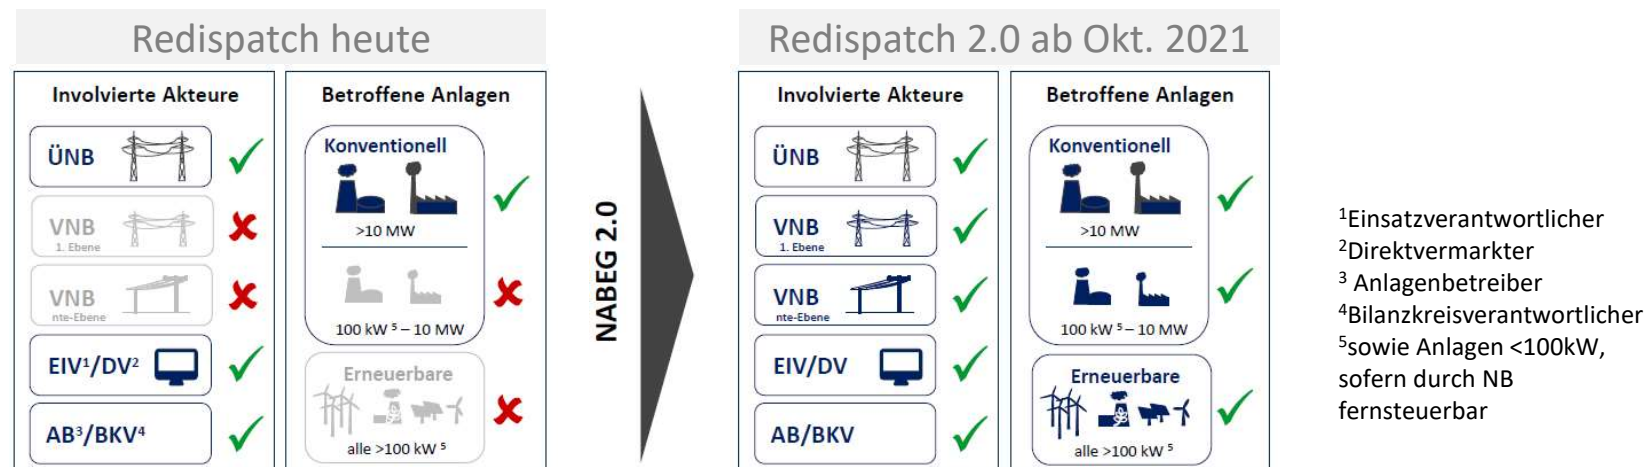 Redispatch heute
Involvierte Akteure
ÜNB
VNB
1. Ebene
VNB
nte-Ebene
EIV¹/DV²
AB³/BKV⁴
Betroffene Anlagen
Konventionell
>10 MW
100 kW ⁵ – 10 MW
Erneuerbare
alle >100 kW ⁵
NABEG 2.0
Redispatch 2.0 ab Okt. 2021
Involvierte Akteure
ÜNB
VNB
1. Ebene
VNB
nte-Ebene
EIV/DV
AB/BKV
Betroffene Anlagen
Konventionell
>10 MW
100 kW ⁵ – 10 MW
Erneuerbare
alle >100 kW ⁵
¹Einsatzverantwortlicher
²Direktvermarkter
³ Anlagenbetreiber
⁴Bilanzkreisverantwortlicher
⁵sowie Anlagen <100kW,
sofern durch NB
fernsteuerbar